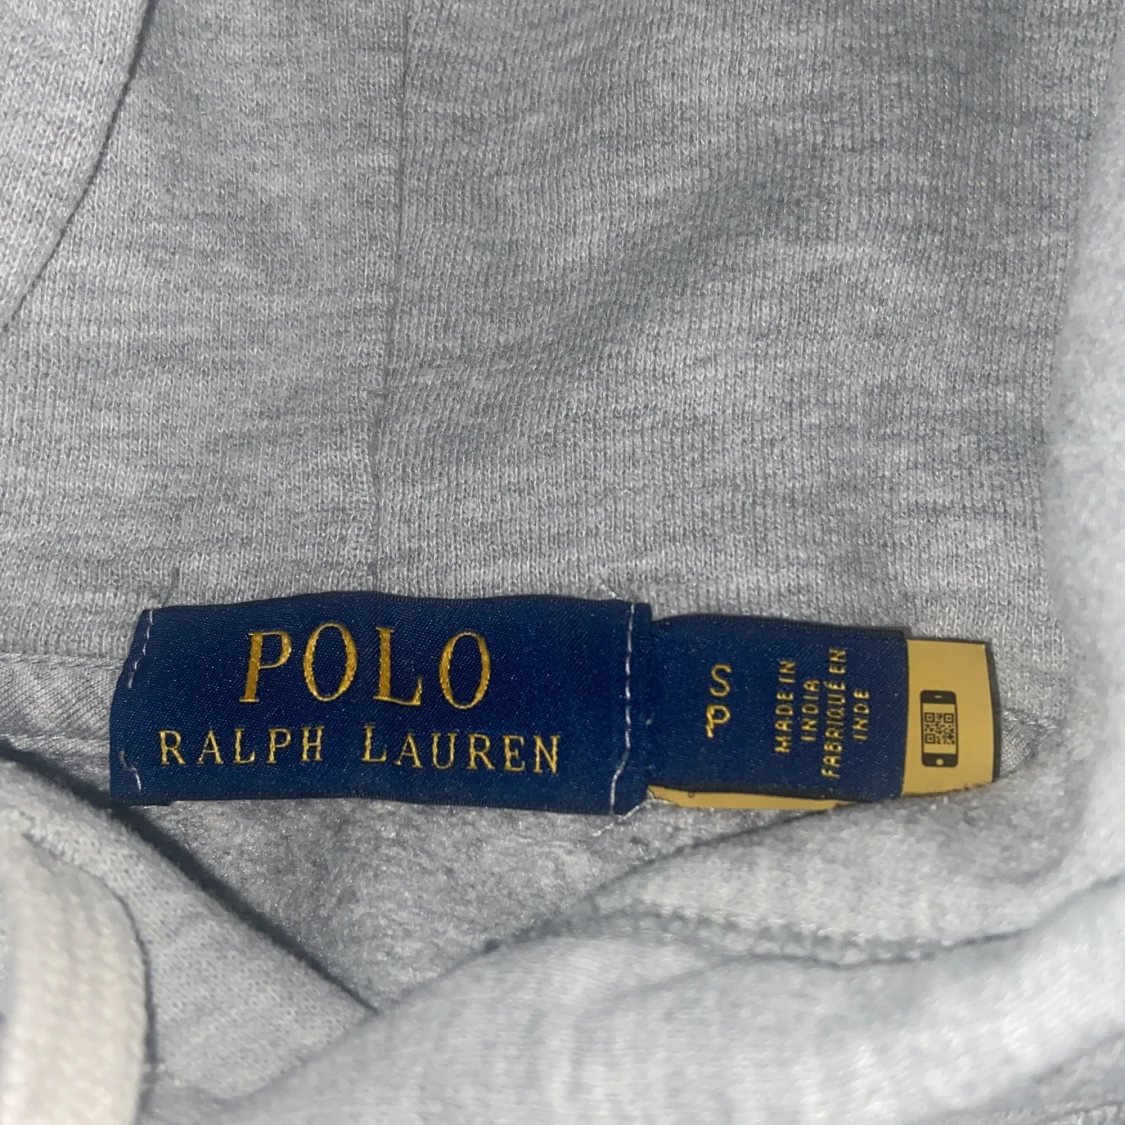 POLO
RALPH LAUREN
S
P
MADE IN
INDIA
FABRIQUÉ EN
INDE